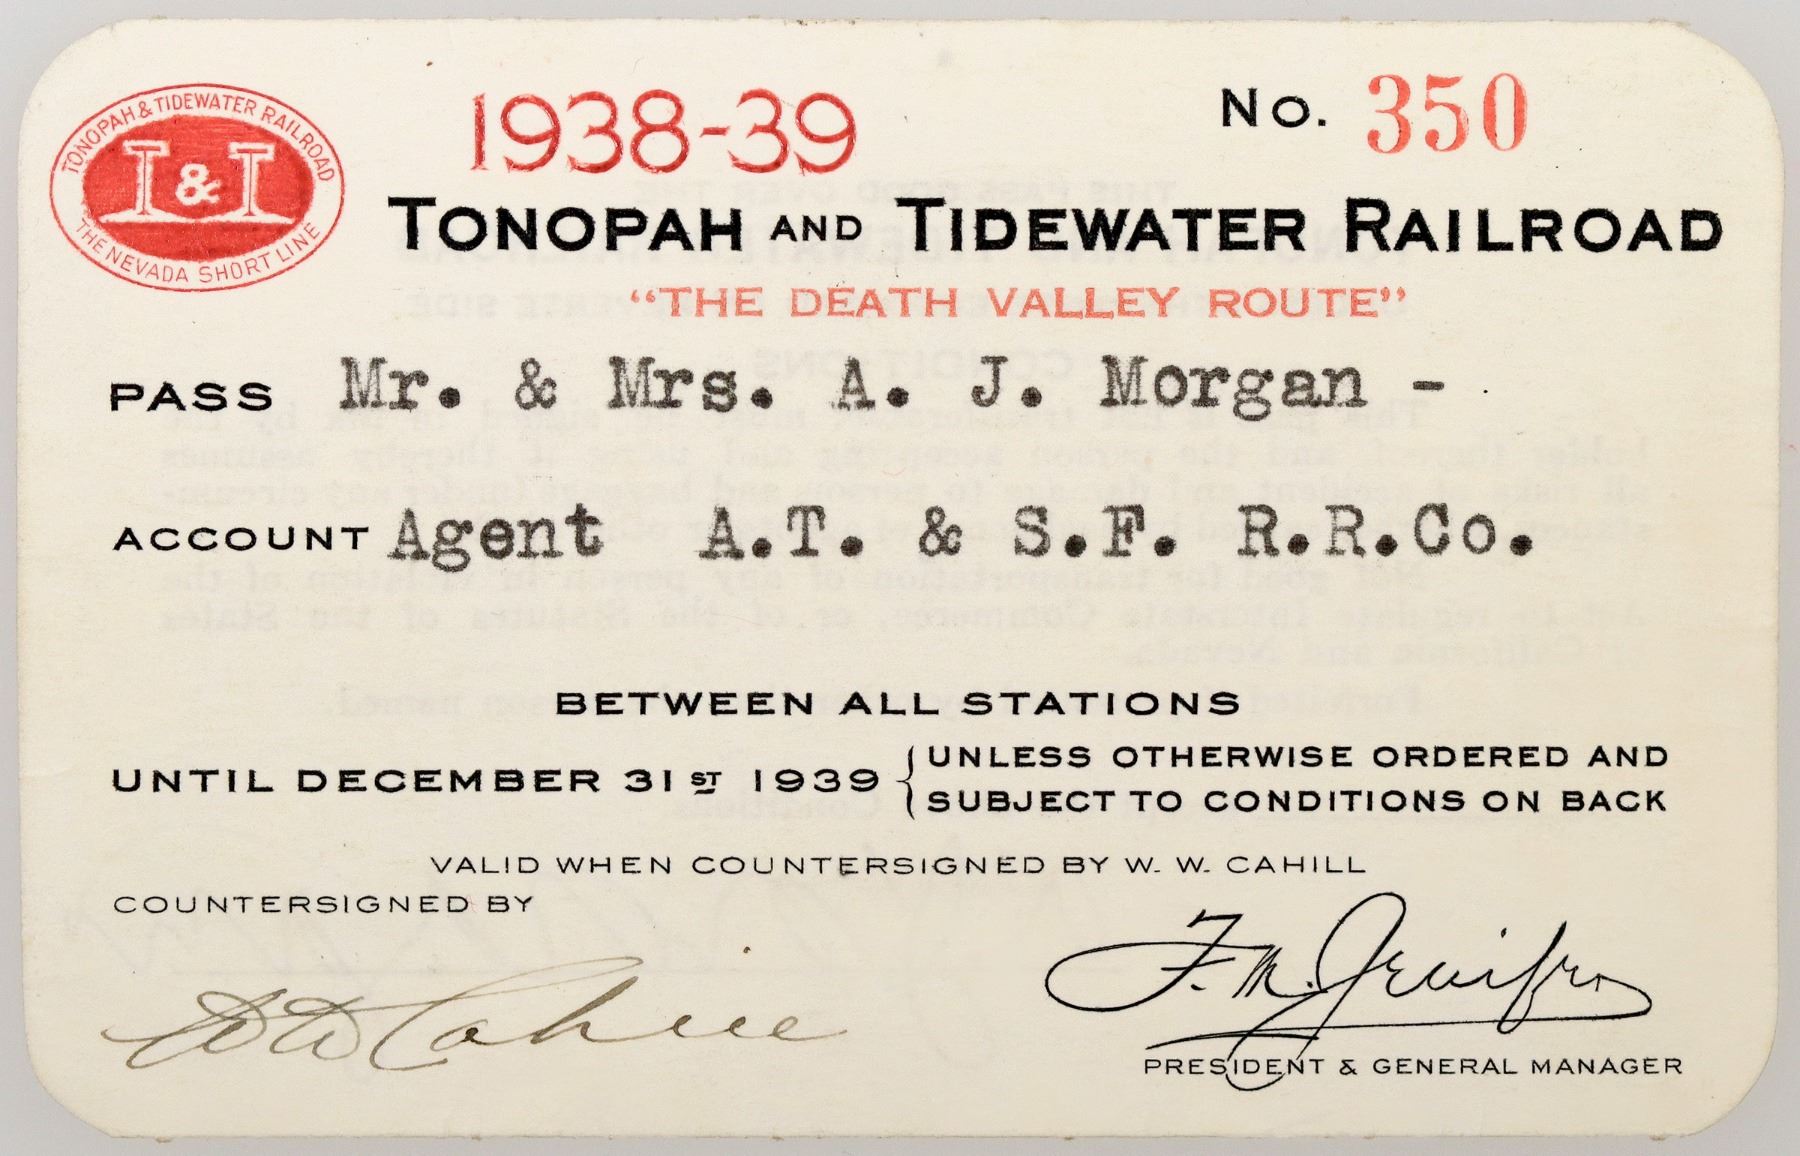 TONOPAH & TIDEWATER RAILROAD
T & T
THE NEVADA SHORT LINE
1938-39
No. 350
TONOPAH AND TIDEWATER RAILROAD
“THE DEATH VALLEY ROUTE”
PASS Mr. & Mrs. A. J. Morgan -
ACCOUNT Agent A.T. & S.F. R.R.Co.
BETWEEN ALL STATIONS
UNTIL DECEMBER 31ST 1939 { UNLESS OTHERWISE ORDERED AND
SUBJECT TO CONDITIONS ON BACK
VALID WHEN COUNTERSIGNED BY W. W. CAHILL
COUNTERSIGNED BY
W W Cahill
F. M.
PRESIDENT & GENERAL MANAGER